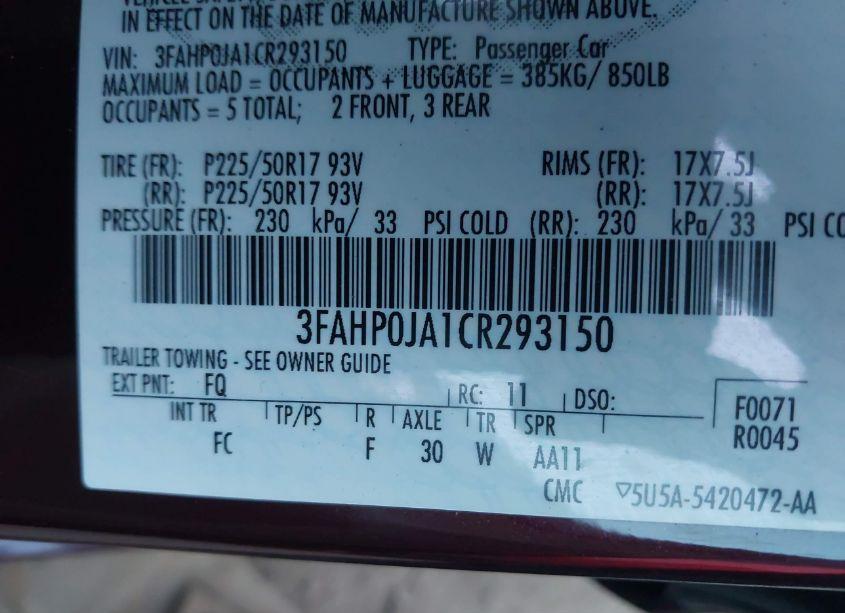 IN EFFECT ON THE DATE OF MANUFACTURE SHOWN ABOVE.
VIN: 3FAHP0JA1CR293150 TYPE: Passenger Car
MAXIMUM LOAD = OCCUPANTS + LUGGAGE = 385KG/ 850LB
OCCUPANTS = 5 TOTAL; 2 FRONT, 3 REAR
TIRE (FR): P225/50R17 93V RIMS (FR): 17X7.5J
(RR): P225/50R17 93V (RR): 17X7.5J
PRESSURE (FR): 230 kPa/ 33 PSI COLD (RR): 230 kPa/ 33 PSI CO
3FAHP0JA1CR293150
TRAILER TOWING - SEE OWNER GUIDE
EXT PNT: FQ RC: 11 DSO: F0071
INT TR TP/PS R AXLE TR SPR R0045
FC F 30 W AA11
CMC ▽5U5A-5420472-AA